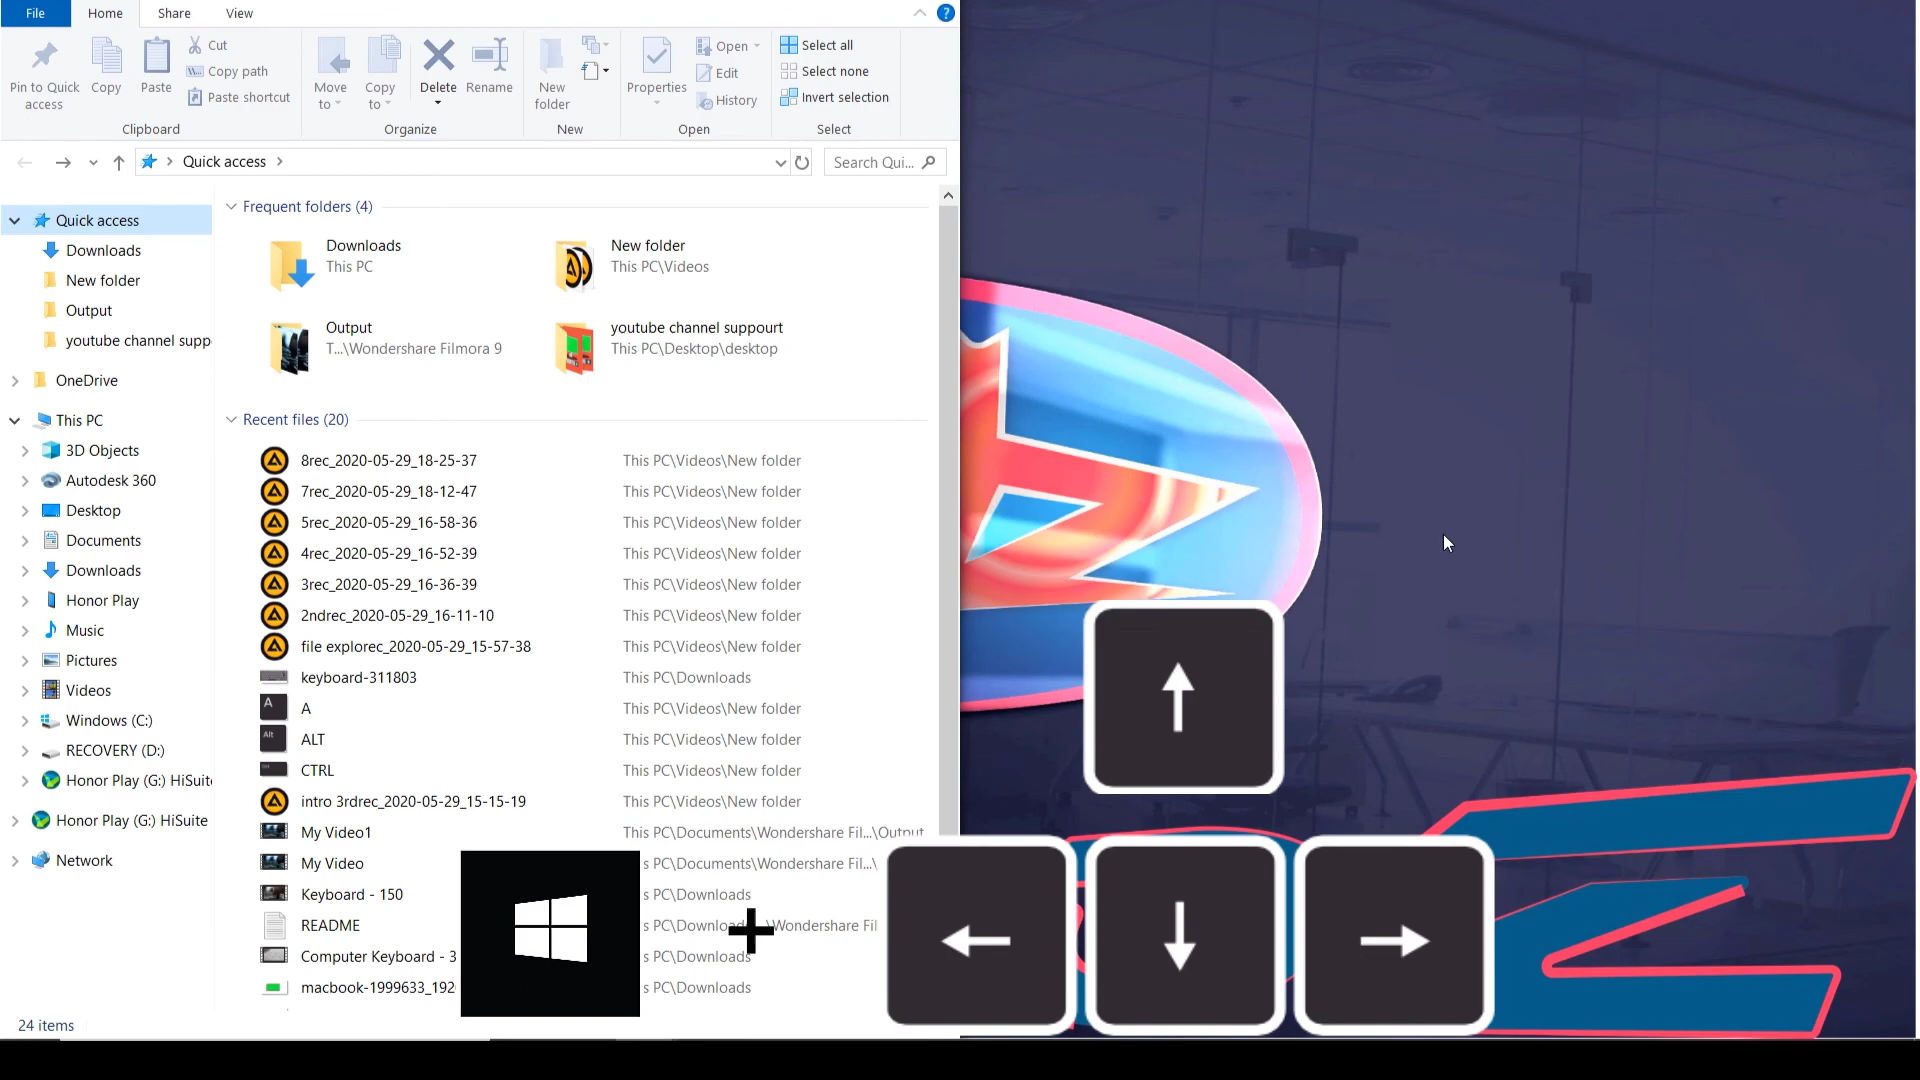 File
Home
Share
View
Pin to Quick
access
Copy
Paste
Cut
Copy path
Paste shortcut
Clipboard
Move
to
Copy
to
Delete
Rename
Organize
New
folder
New
Properties
Open
Edit
History
Open
Select all
Select none
Invert selection
Select
Quick access
Search Qui...
Quick access
Downloads
New folder
Output
youtube channel supp
OneDrive
This PC
3D Objects
Autodesk 360
Desktop
Documents
Downloads
Honor Play
Music
Pictures
Videos
Windows (C:)
RECOVERY (D:)
Honor Play (G:) HiSuite
Honor Play (G:) HiSuite
Network
Frequent folders (4)
Downloads
This PC
New folder
This PC\Videos
Output
T...\Wondershare Filmora 9
youtube channel suppourt
This PC\Desktop\desktop
Recent files (20)
8rec_2020-05-29_18-25-37 This PC\Videos\New folder
7rec_2020-05-29_18-12-47 This PC\Videos\New folder
5rec_2020-05-29_16-58-36 This PC\Videos\New folder
4rec_2020-05-29_16-52-39 This PC\Videos\New folder
3rec_2020-05-29_16-36-39 This PC\Videos\New folder
2ndrec_2020-05-29_16-11-10 This PC\Videos\New folder
file explorec_2020-05-29_15-57-38 This PC\Videos\New folder
keyboard-311803 This PC\Downloads
A A This PC\Videos\New folder
Alt ALT This PC\Videos\New folder
CTRL This PC\Videos\New folder
intro 3rdrec_2020-05-29_15-15-19 This PC\Videos\New folder
My Video1 This PC\Documents\Wondershare Fil...\Output
My Video s PC\Documents\Wondershare Fil...\
Keyboard - 150 s PC\Downloads
README s PC\Downloa \Wondershare Fil
Computer Keyboard - 3 s PC\Downloads
macbook-1999633_192 s PC\Downloads
24 items